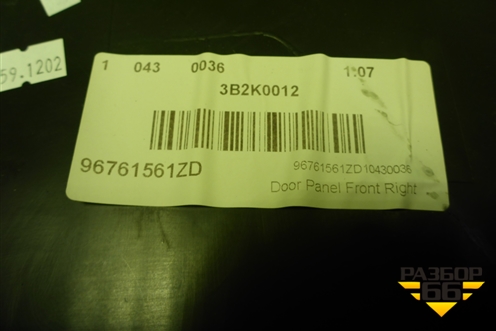 59.1202
1 043 0036 1:07
3B2K0012
96761561ZD
96761561ZD10430036
Door Panel Front Right
РАЗБОР
66